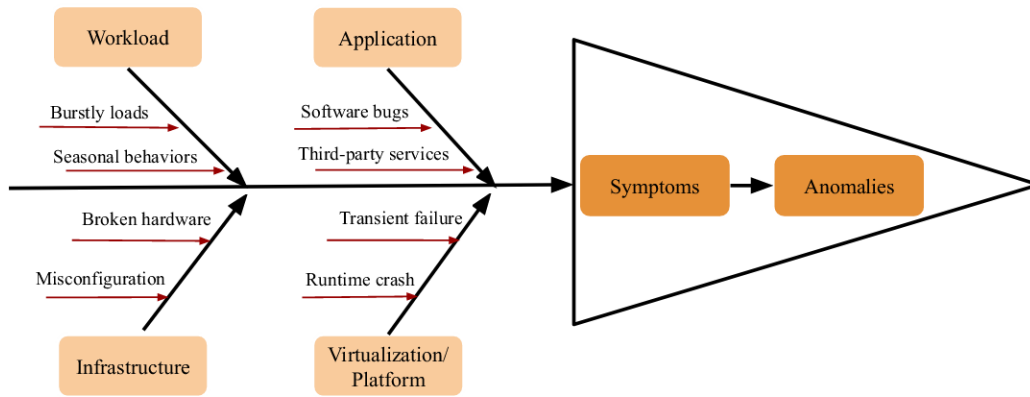 Workload
Application
Burstly loads
Software bugs
Seasonal behaviors
Third-party services
Symptoms
Anomalies
Broken hardware
Transient failure
Misconfiguration
Runtime crash
Infrastructure
Virtualization/
Platform